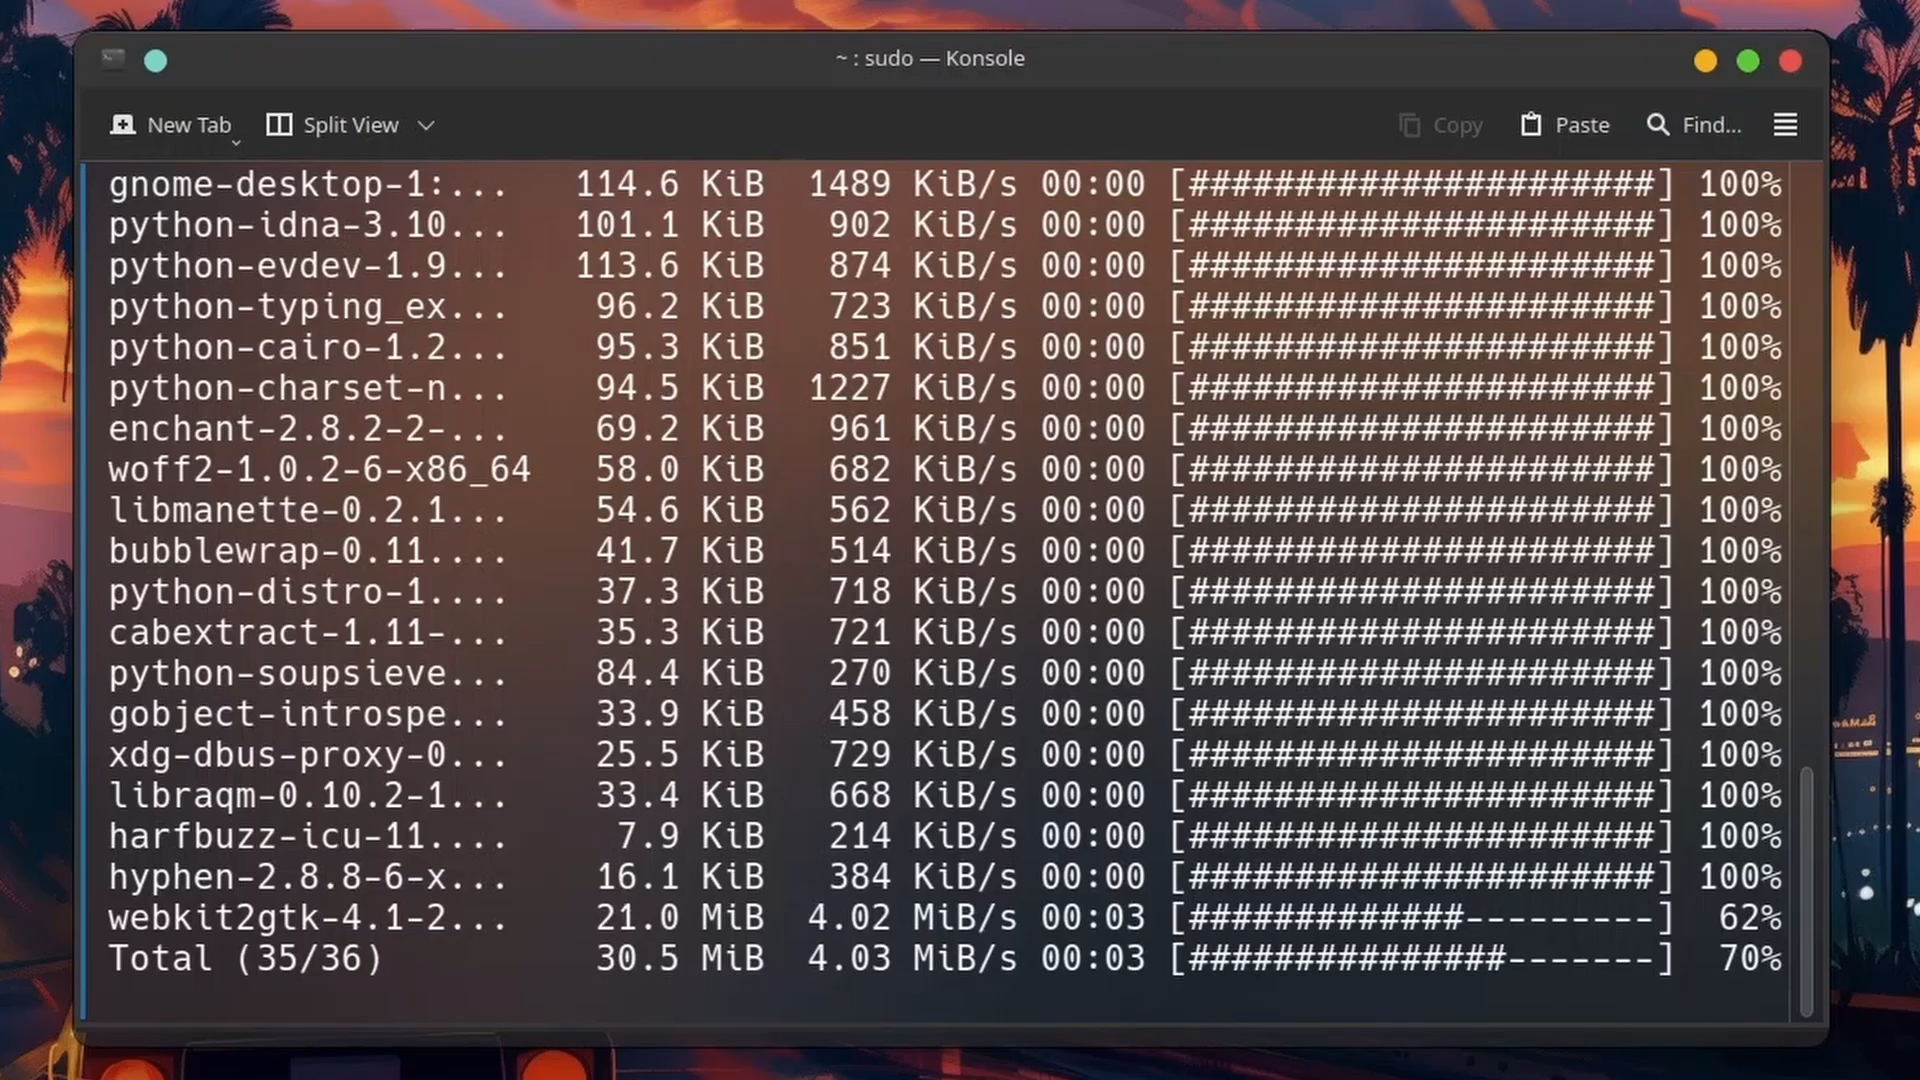 ~ : sudo — Konsole
New Tab Split View Copy Paste Find...
gnome-desktop-1:... 114.6 KiB 1489 KiB/s 00:00 [######################] 100%
python-idna-3.10... 101.1 KiB 902 KiB/s 00:00 [######################] 100%
python-evdev-1.9... 113.6 KiB 874 KiB/s 00:00 [######################] 100%
python-typing_ex... 96.2 KiB 723 KiB/s 00:00 [######################] 100%
python-cairo-1.2... 95.3 KiB 851 KiB/s 00:00 [######################] 100%
python-charset-n... 94.5 KiB 1227 KiB/s 00:00 [######################] 100%
enchant-2.8.2-2-... 69.2 KiB 961 KiB/s 00:00 [######################] 100%
woff2-1.0.2-6-x86_64 58.0 KiB 682 KiB/s 00:00 [######################] 100%
libmanette-0.2.1... 54.6 KiB 562 KiB/s 00:00 [######################] 100%
bubblewrap-0.11.... 41.7 KiB 514 KiB/s 00:00 [######################] 100%
python-distro-1.... 37.3 KiB 718 KiB/s 00:00 [######################] 100%
cabextract-1.11-... 35.3 KiB 721 KiB/s 00:00 [######################] 100%
python-soupsieve... 84.4 KiB 270 KiB/s 00:00 [######################] 100%
gobject-introspe... 33.9 KiB 458 KiB/s 00:00 [######################] 100%
xdg-dbus-proxy-0... 25.5 KiB 729 KiB/s 00:00 [######################] 100%
libraqm-0.10.2-1... 33.4 KiB 668 KiB/s 00:00 [######################] 100%
harfbuzz-icu-11.... 7.9 KiB 214 KiB/s 00:00 [######################] 100%
hyphen-2.8.8-6-x... 16.1 KiB 384 KiB/s 00:00 [######################] 100%
webkit2gtk-4.1-2... 21.0 MiB 4.02 MiB/s 00:03 [#############---------] 62%
Total (35/36) 30.5 MiB 4.03 MiB/s 00:03 [###############-------] 70%